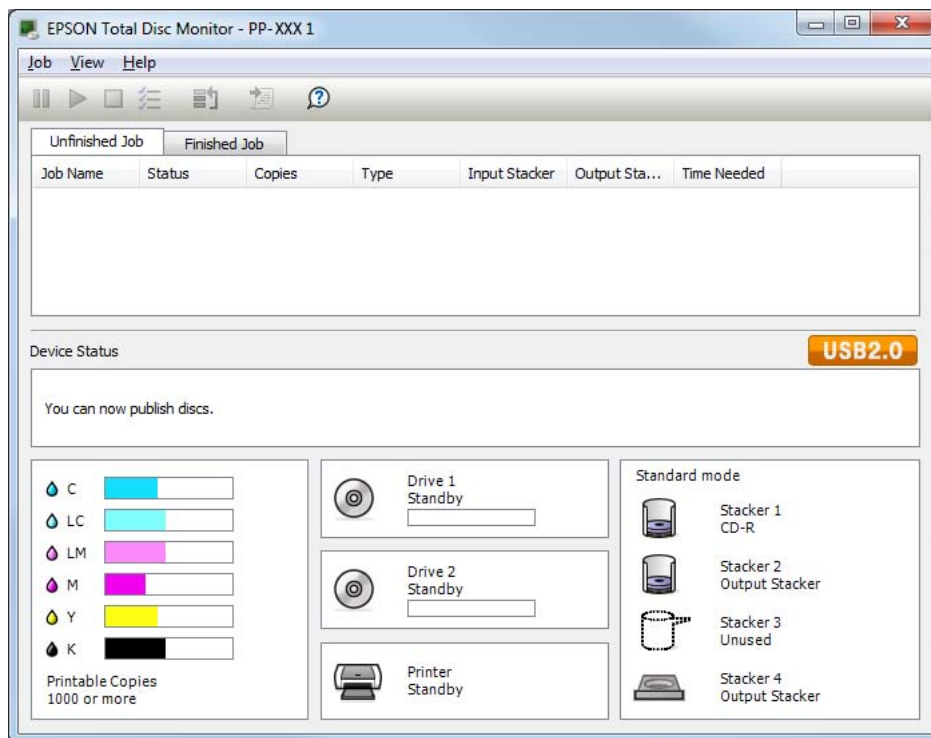 EPSON Total Disc Monitor - PP-XXX 1
Job View Help
Unfinished Job Finished Job
Job Name Status Copies Type Input Stacker Output Sta... Time Needed
Device Status
USB2.0
You can now publish discs.
C
LC
LM
M
Y
K
Printable Copies
1000 or more
Drive 1
Standby
Drive 2
Standby
Printer
Standby
Standard mode
Stacker 1
CD-R
Stacker 2
Output Stacker
Stacker 3
Unused
Stacker 4
Output Stacker